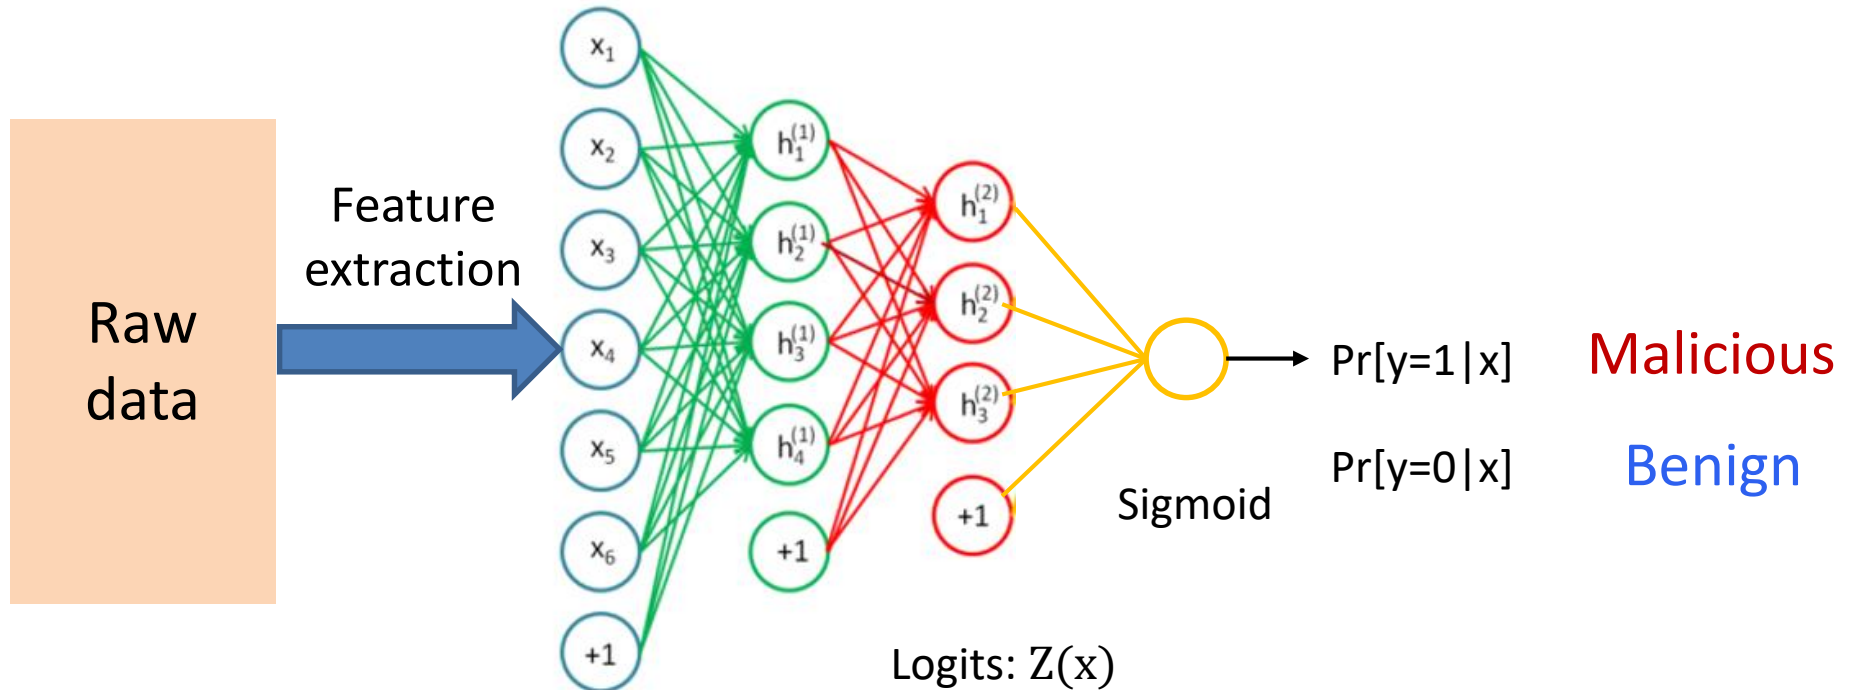 Raw
data
Feature
extraction
x₁
x₂
x₃
x₄
x₅
x₆
+1
h₁⁽¹⁾
h₂⁽¹⁾
h₃⁽¹⁾
h₄⁽¹⁾
+1
h₁⁽²⁾
h₂⁽²⁾
h₃⁽²⁾
+1
Logits: Z(x)
Sigmoid
Pr[y=1|x] Malicious
Pr[y=0|x] Benign